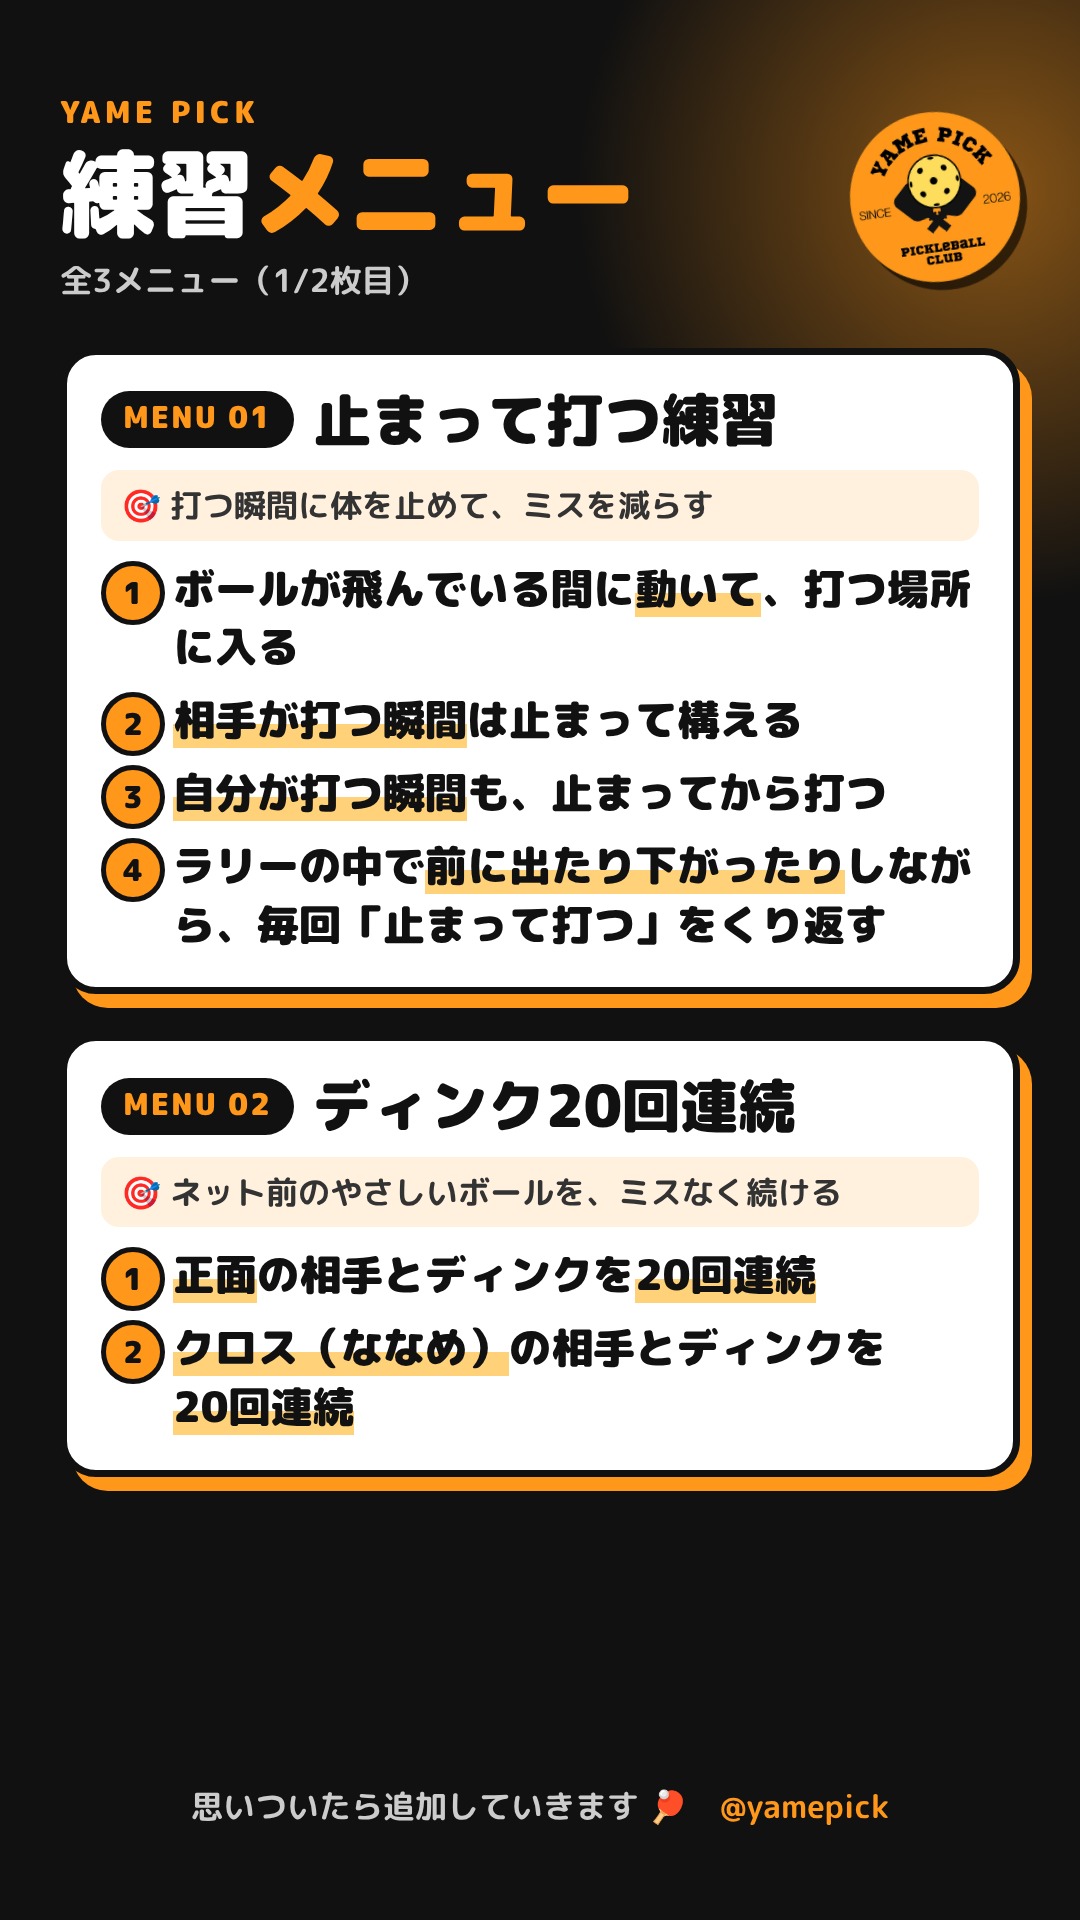 YAME PICK
練習メニュー
全3メニュー（1/2枚目）
YAME PICK
SINCE 2026
PICKLEBALL
CLUB
MENU 01 止まって打つ練習
🎯 打つ瞬間に体を止めて、ミスを減らす
1 ボールが飛んでいる間に動いて、打つ場所
に入る
2 相手が打つ瞬間は止まって構える
3 自分が打つ瞬間も、止まってから打つ
4 ラリーの中で前に出たり下がったりしなが
ら、毎回「止まって打つ」をくり返す
MENU 02 ディンク20回連続
🎯 ネット前のやさしいボールを、ミスなく続ける
1 正面の相手とディンクを20回連続
2 クロス（ななめ）の相手とディンクを
20回連続
思いついたら追加していきます 🏓 @yamepick